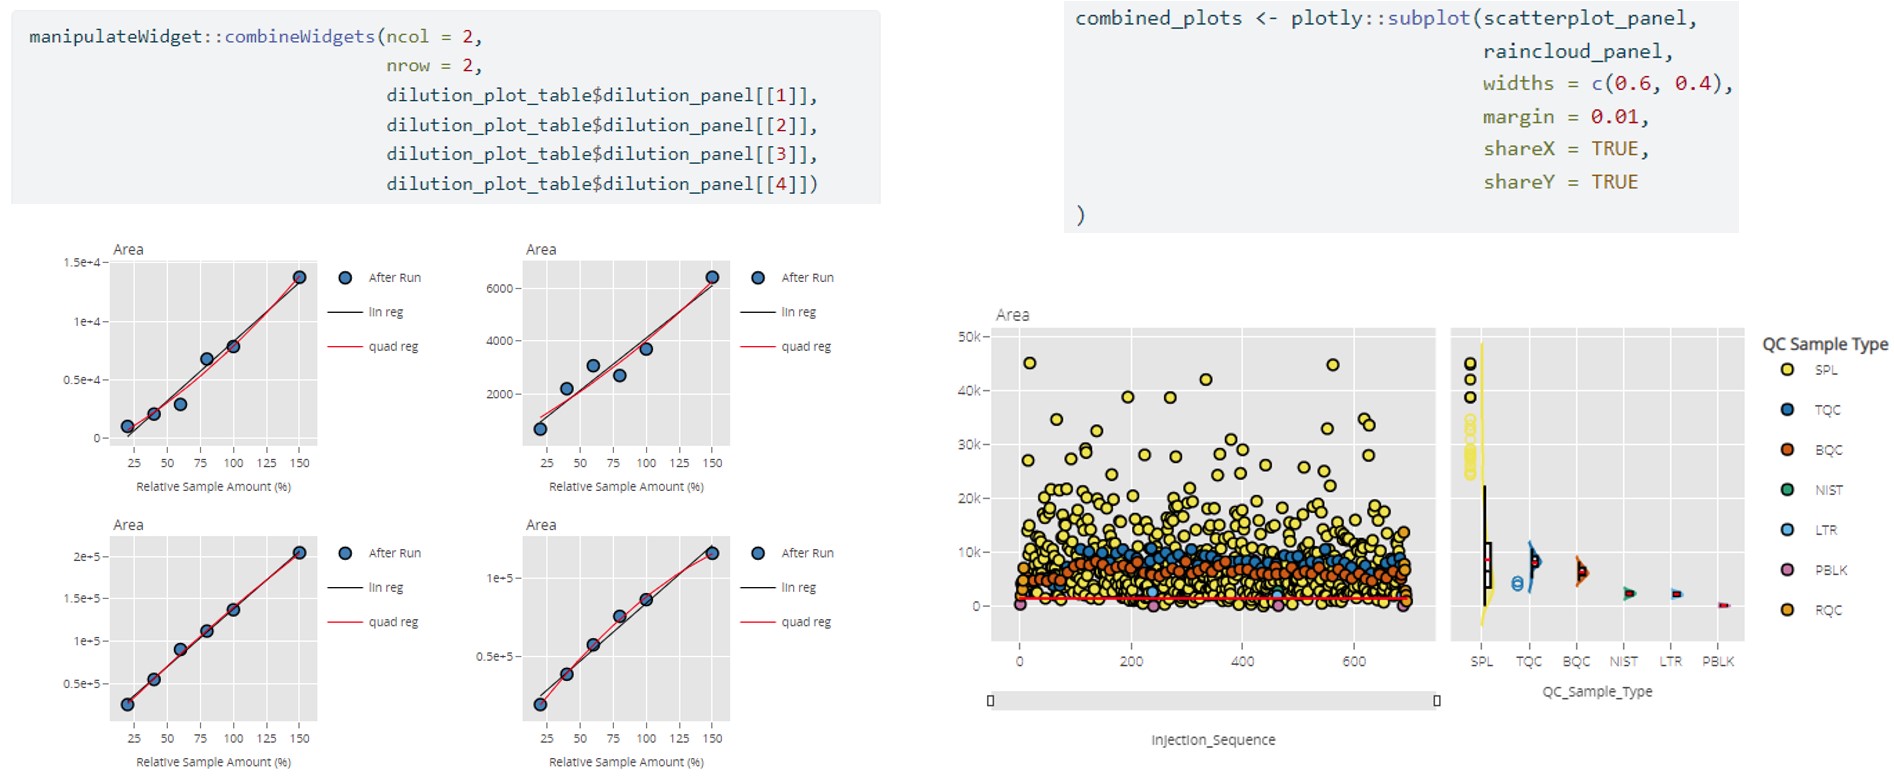 manipulateWidget::combineWidgets(ncol = 2,
nrow = 2,
dilution_plot_table$dilution_panel[[1]],
dilution_plot_table$dilution_panel[[2]],
dilution_plot_table$dilution_panel[[3]],
dilution_plot_table$dilution_panel[[4]])
Area
1.5e+4
1e+4
0.5e+4
0
25 50 75 100 125 150
Relative Sample Amount (%)
After Run
lin reg
quad reg
Area
6000
4000
2000
25 50 75 100 125 150
Relative Sample Amount (%)
After Run
lin reg
quad reg
Area
2e+5
1.5e+5
1e+5
0.5e+5
25 50 75 100 125 150
Relative Sample Amount (%)
After Run
lin reg
quad reg
Area
1e+5
0.5e+5
25 50 75 100 125 150
Relative Sample Amount (%)
After Run
lin reg
quad reg
combined_plots <- plotly::subplot(scatterplot_panel,
raincloud_panel,
widths = c(0.6, 0.4),
margin = 0.01,
shareX = TRUE,
shareY = TRUE
)
Area
50k
40k
30k
20k
10k
0
0 200 400 600
Injection_Sequence
SPL TQC BQC NIST LTR PBLK
QC_Sample_Type
QC Sample Type
SPL
TQC
BQC
NIST
LTR
PBLK
RQC